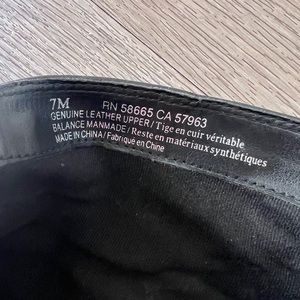 7M RN 58665 CA 57963
GENUINE LEATHER UPPER / Tige en cuir véritable
BALANCE MANMADE / Reste en matériaux synthétiques
MADE IN CHINA / Fabriqué en Chine